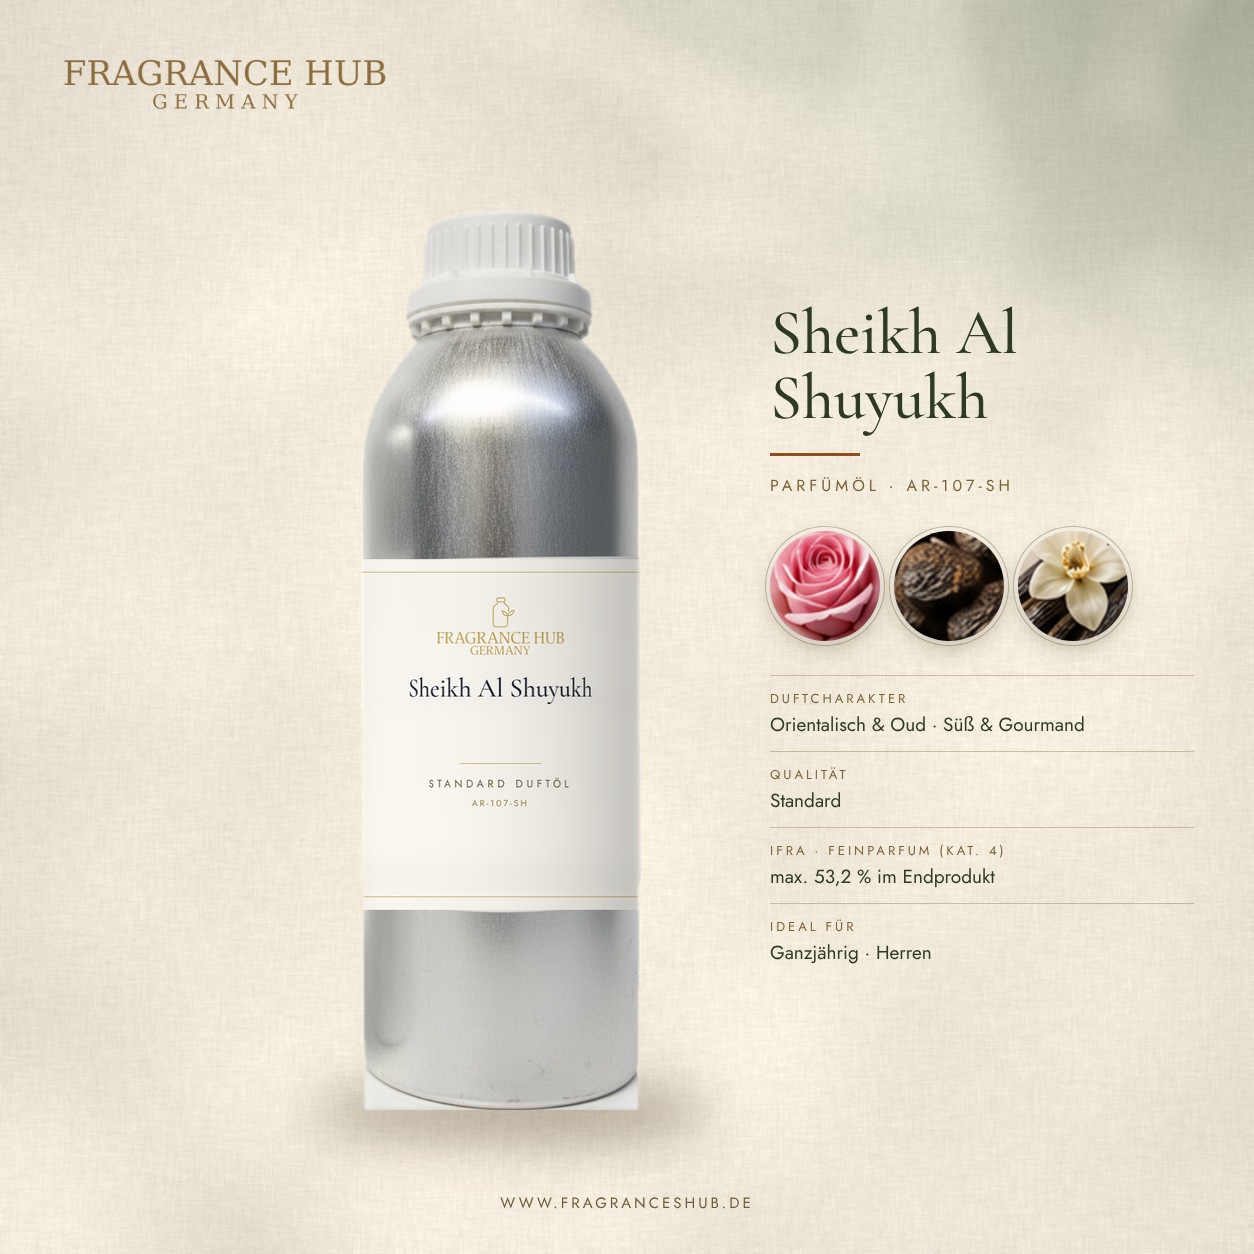 FRAGRANCE HUB
GERMANY
Sheikh Al
Shuyukh
PARFÜMÖL · AR-107-SH
DUFTCHARAKTER
Orientalisch & Oud · Süß & Gourmand
QUALITÄT
Standard
IFRA · FEINPARFUM (KAT. 4)
max. 53,2 % im Endprodukt
IDEAL FÜR
Ganzjährig · Herren
FRAGRANCE HUB
GERMANY
Sheikh Al Shuyukh
STANDARD DUFTÖL
AR-107-SH
WWW.FRAGRANCESHUB.DE